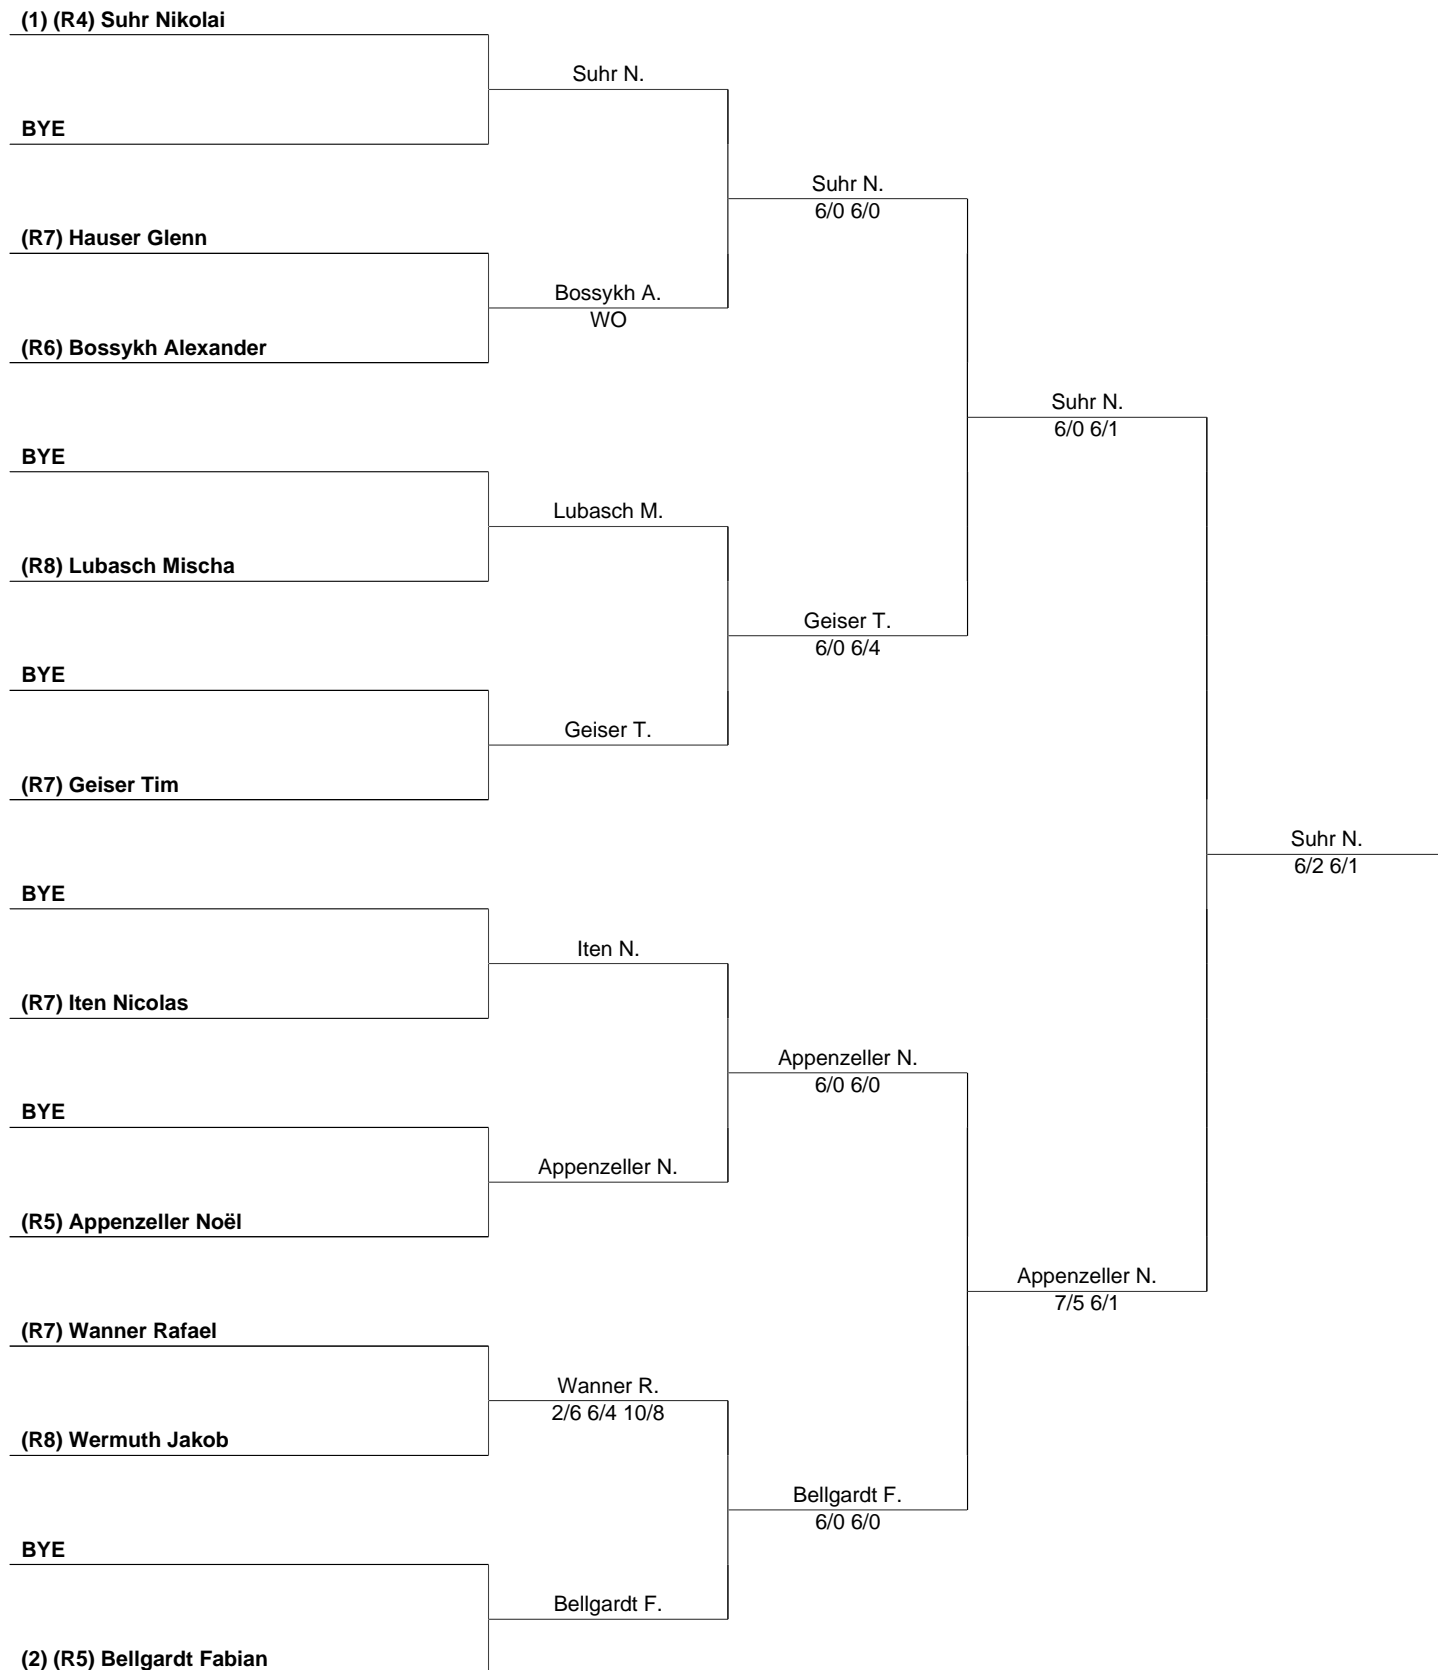 (1) (R4) Suhr Nikolai
Suhr N.
BYE
Suhr N.
6/0 6/0
(R7) Hauser Glenn
Bossykh A.
WO
(R6) Bossykh Alexander
Suhr N.
6/0 6/1
BYE
Lubasch M.
(R8) Lubasch Mischa
Geiser T.
6/0 6/4
BYE
Geiser T.
(R7) Geiser Tim
Suhr N.
6/2 6/1
BYE
Iten N.
(R7) Iten Nicolas
Appenzeller N.
6/0 6/0
BYE
Appenzeller N.
(R5) Appenzeller Noël
Appenzeller N.
7/5 6/1
(R7) Wanner Rafael
Wanner R.
2/6 6/4 10/8
(R8) Wermuth Jakob
Bellgardt F.
6/0 6/0
BYE
Bellgardt F.
(2) (R5) Bellgardt Fabian